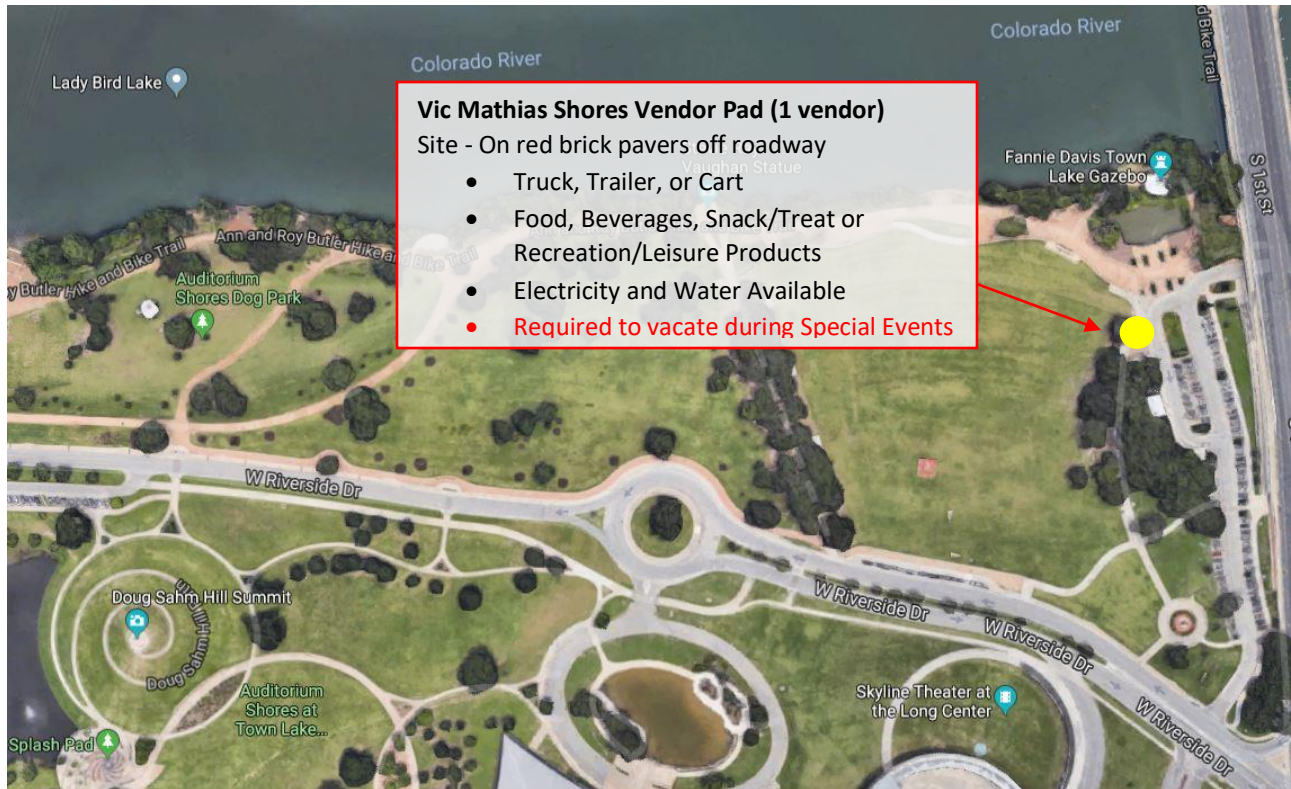 Colorado River
Colorado River
d Bike Trail
Lady Bird Lake
Vic Mathias Shores Vendor Pad (1 vendor)
Site - On red brick pavers off roadway
Vaughan Statue
• Truck, Trailer, or Cart
• Food, Beverages, Snack/Treat or
Recreation/Leisure Products
• Electricity and Water Available
• Required to vacate during Special Events
Fannie Davis Town
Lake Gazebo
S 1st St
Ann and Roy Butler Hike and Bike Trail
y Butler Hike and Bike Trail
Auditorium
Shores Dog Park
W Riverside Dr
Doug Sahm Hill Summit
Doug Sahm Hill Trl
W Riverside Dr
W Riverside Dr
W Riverside Dr
Auditorium
Shores at
Town Lake...
Skyline Theater at
the Long Center
Splash Pad